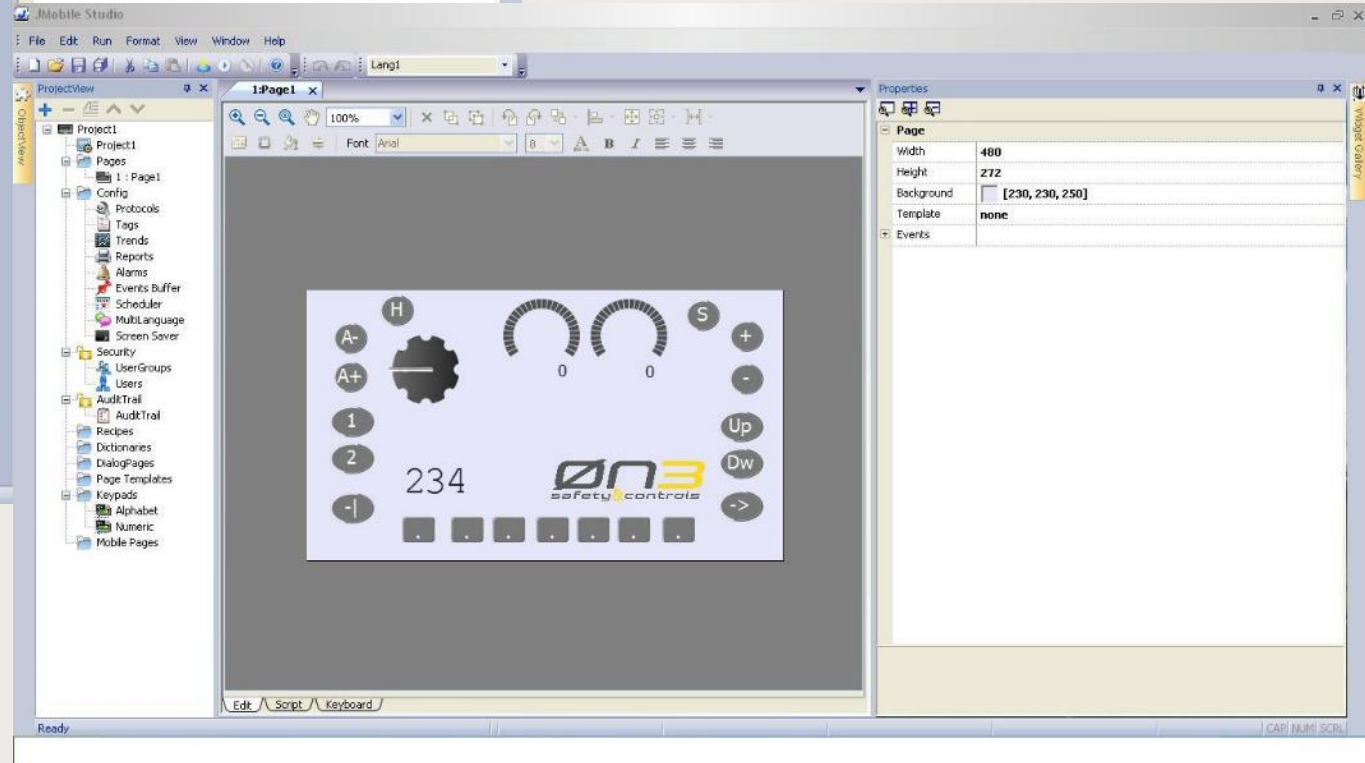 JMobile Studio
File Edit Run Format View Window Help
Lang1
ProjectView
1:Page1
Properties
ObjectView
Widget Gallery
100%
Font Arial 8 A B I
Project1
Project1
Pages
1 : Page1
Config
Protocols
Tags
Trends
Reports
Alarms
Events Buffer
Scheduler
MultiLanguage
Screen Saver
Security
UserGroups
Users
AuditTrail
AuditTrail
Recipes
Dictionaries
DialogPages
Page Templates
Keypads
Alphabet
Numeric
Mobile Pages
H
S
A-
+
A+
0 0
-
1
Up
2
Dw
234
øn3
safety&controls
-|
->
. . . . . . .
Page
Width 480
Height 272
Background [230, 230, 250]
Template none
Events
Edit Script Keyboard
Ready
CAP NUM SCRL